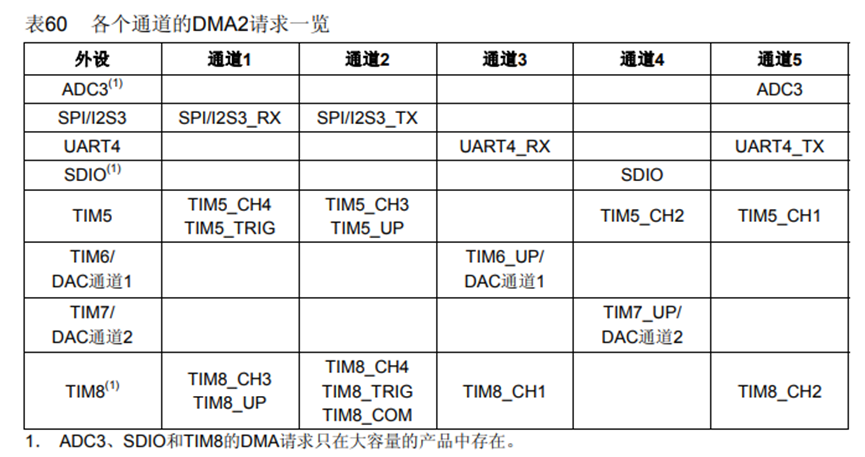 表60 各个通道的DMA2请求一览
外设 通道1 通道2 通道3 通道4 通道5
ADC3(1) ADC3
SPI/I2S3 SPI/I2S3_RX SPI/I2S3_TX
UART4 UART4_RX UART4_TX
SDIO(1) SDIO
TIM5 TIM5_CH4 TIM5_TRIG TIM5_CH3 TIM5_UP TIM5_CH2 TIM5_CH1
TIM6/ DAC通道1 TIM6_UP/ DAC通道1
TIM7/ DAC通道2 TIM7_UP/ DAC通道2
TIM8(1) TIM8_CH3 TIM8_UP TIM8_CH4 TIM8_TRIG TIM8_COM TIM8_CH1 TIM8_CH2
1. ADC3、SDIO和TIM8的DMA请求只在大容量的产品中存在。